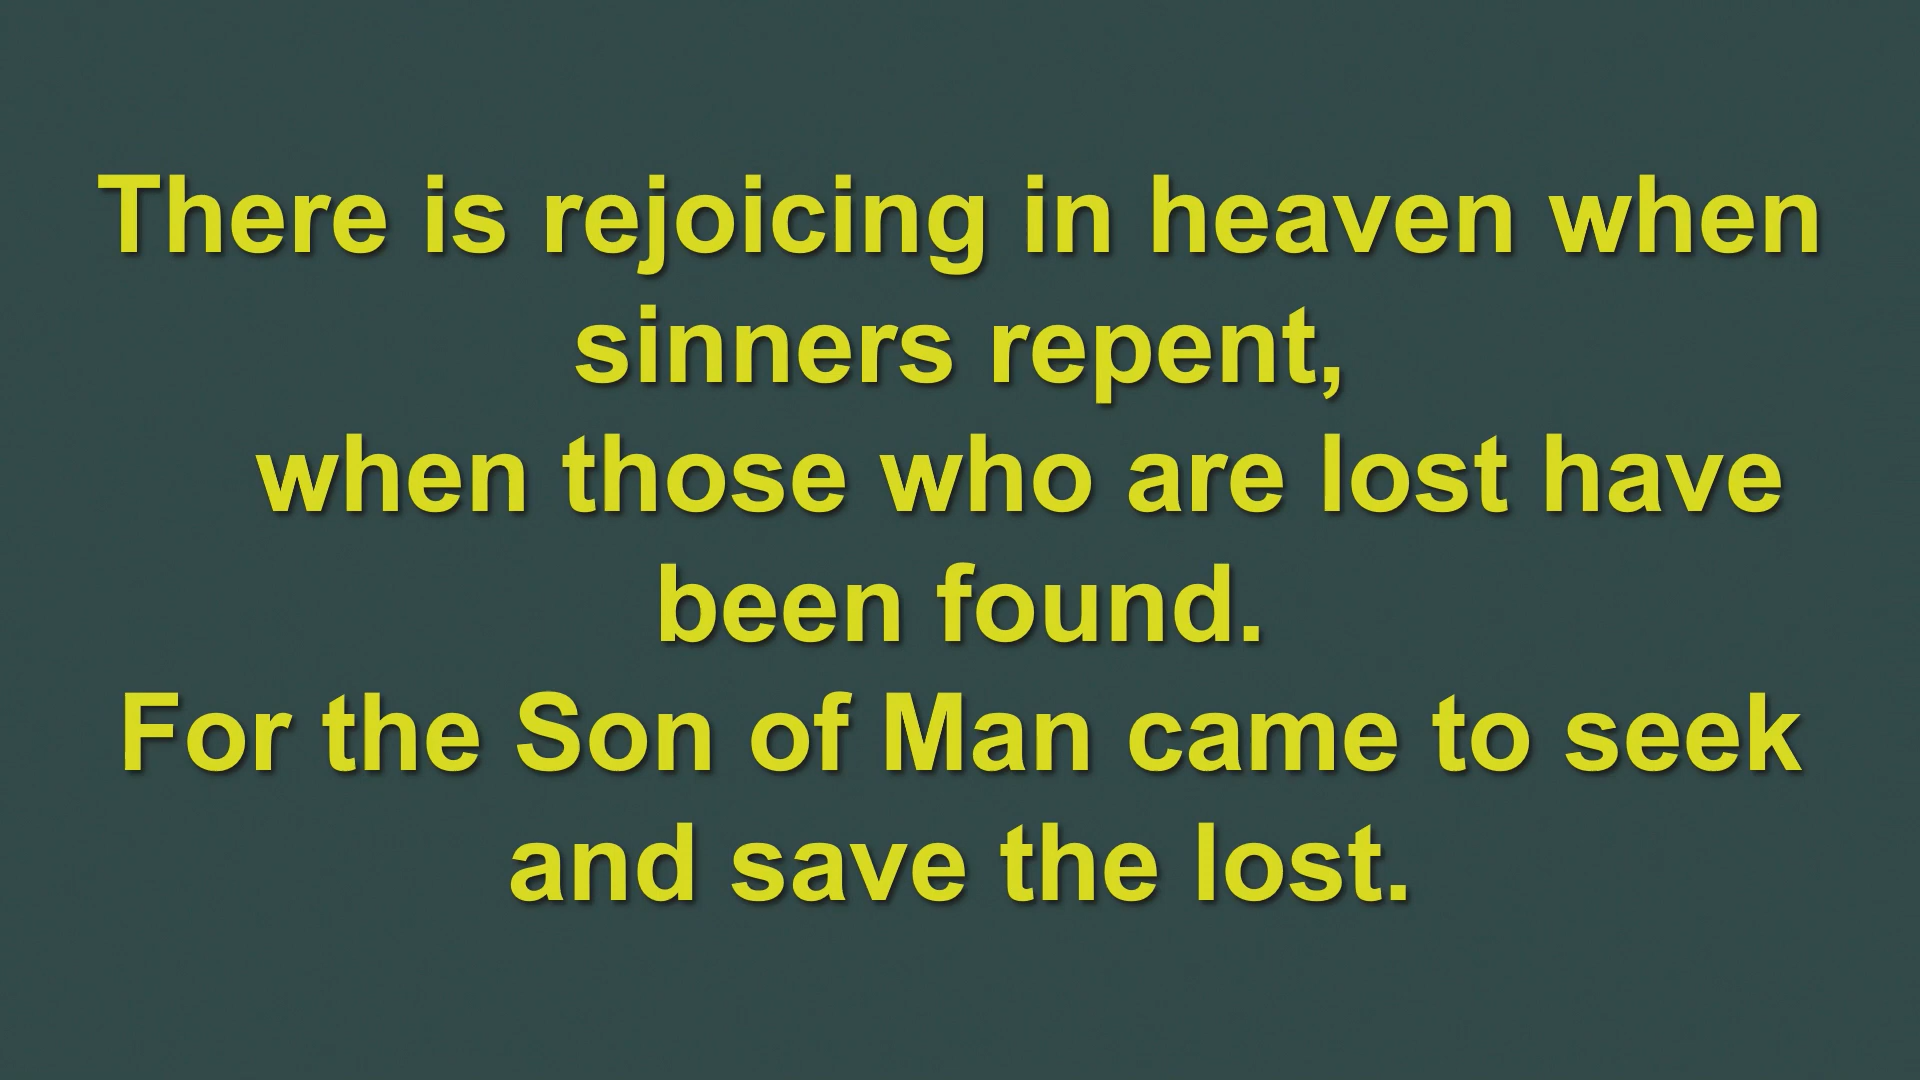 There is rejoicing in heaven when
sinners repent,
when those who are lost have
been found.
For the Son of Man came to seek
and save the lost.